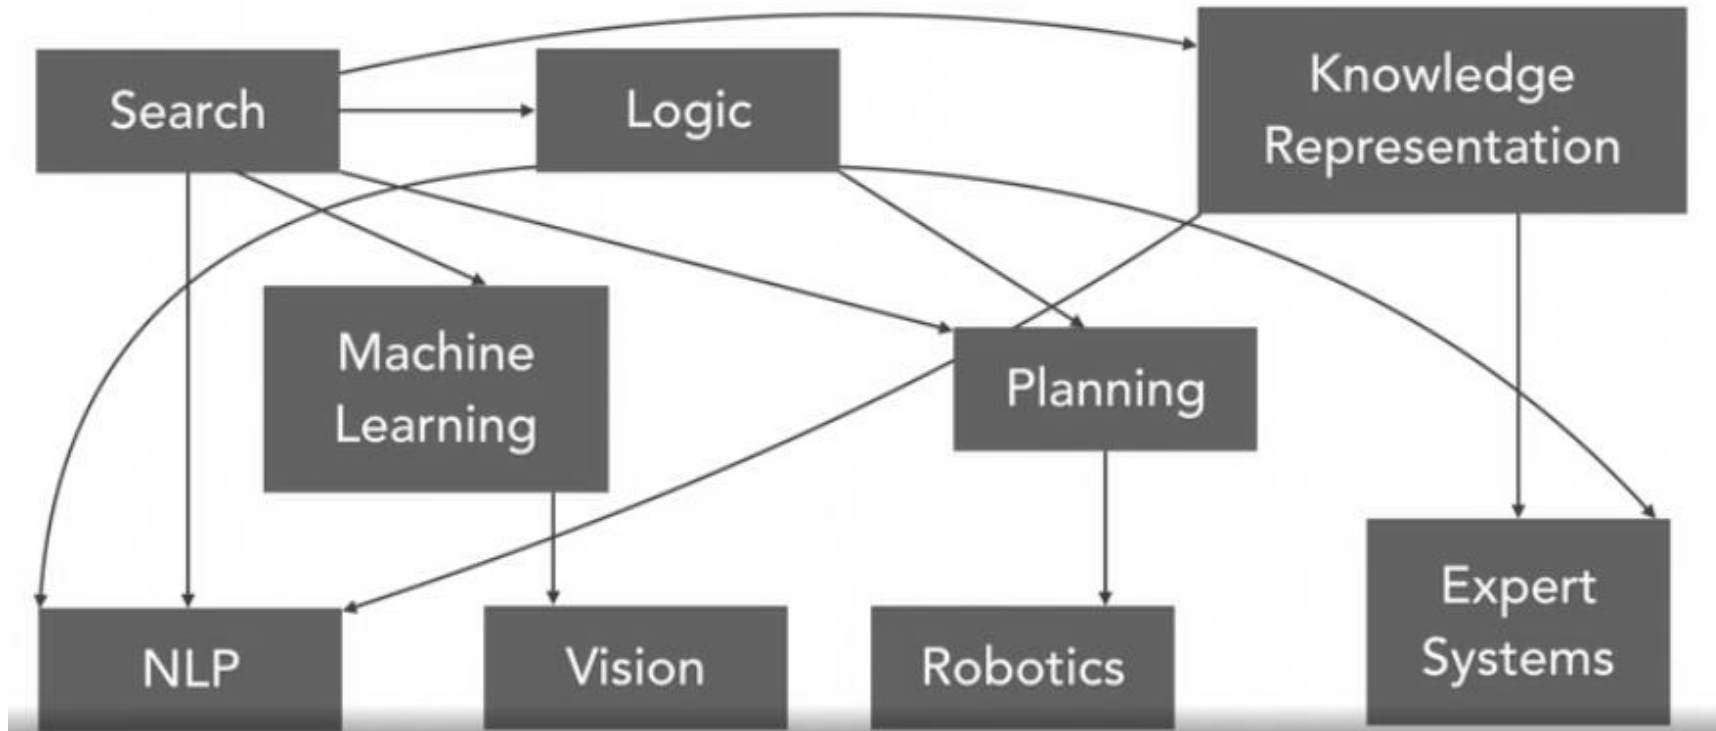 Search
Logic
Knowledge
Representation
Machine
Learning
Planning
NLP
Vision
Robotics
Expert
Systems